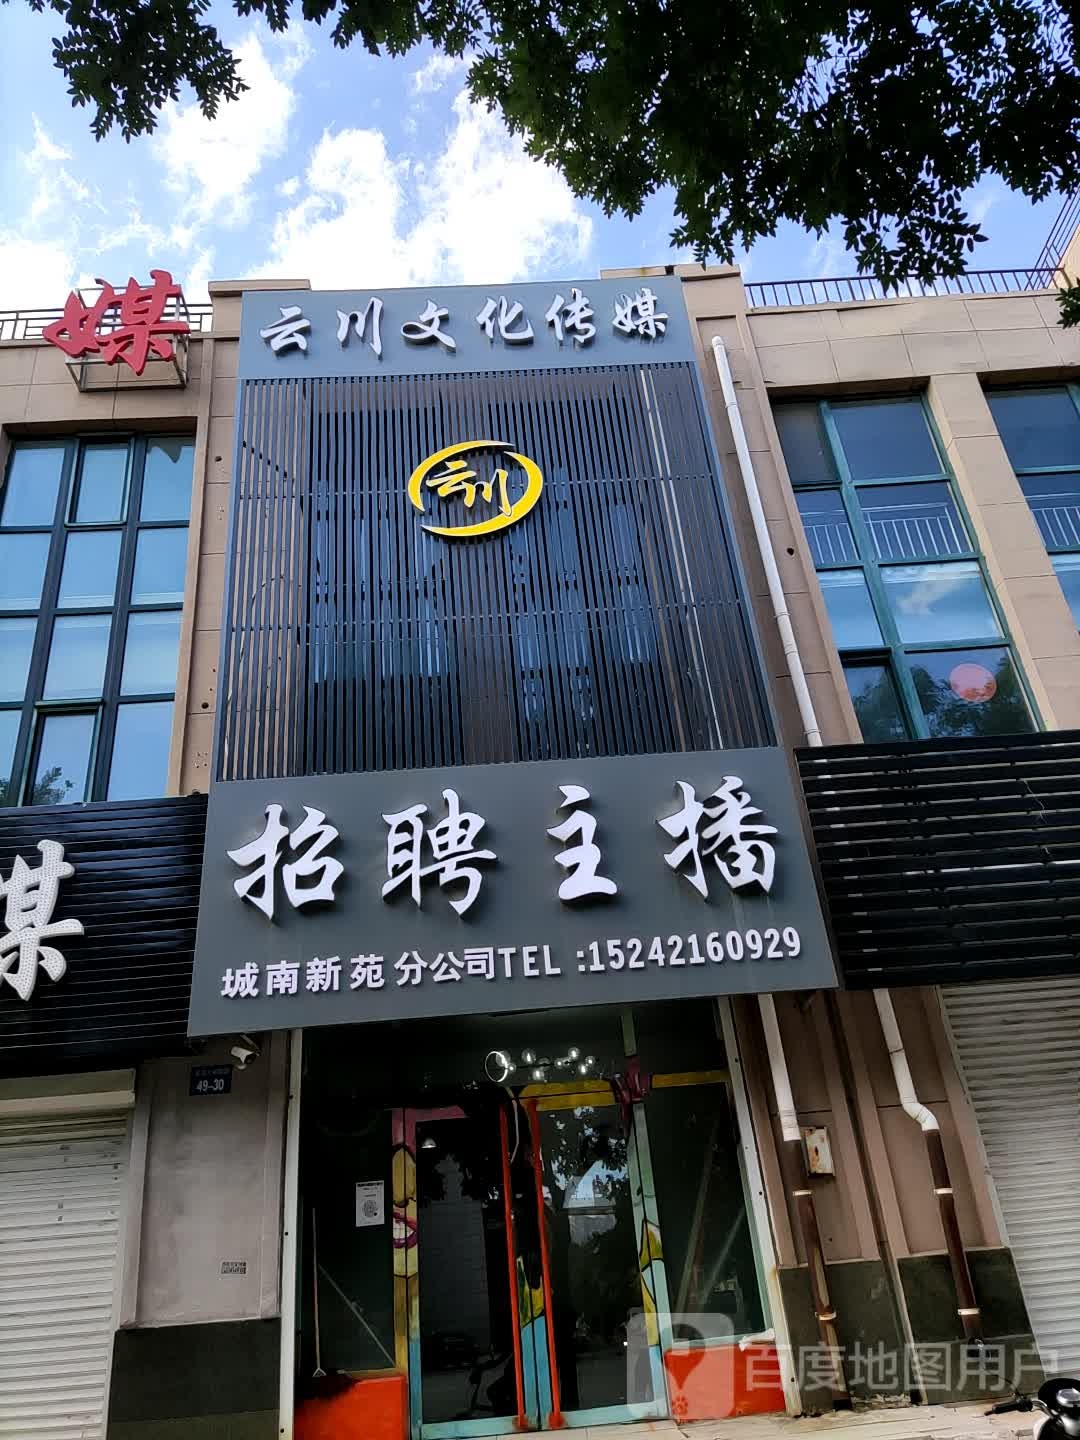 云川文化传媒
媒
云川
招聘主播
媒
城南新苑分公司TEL:15242160929
49-30
百度地图用户